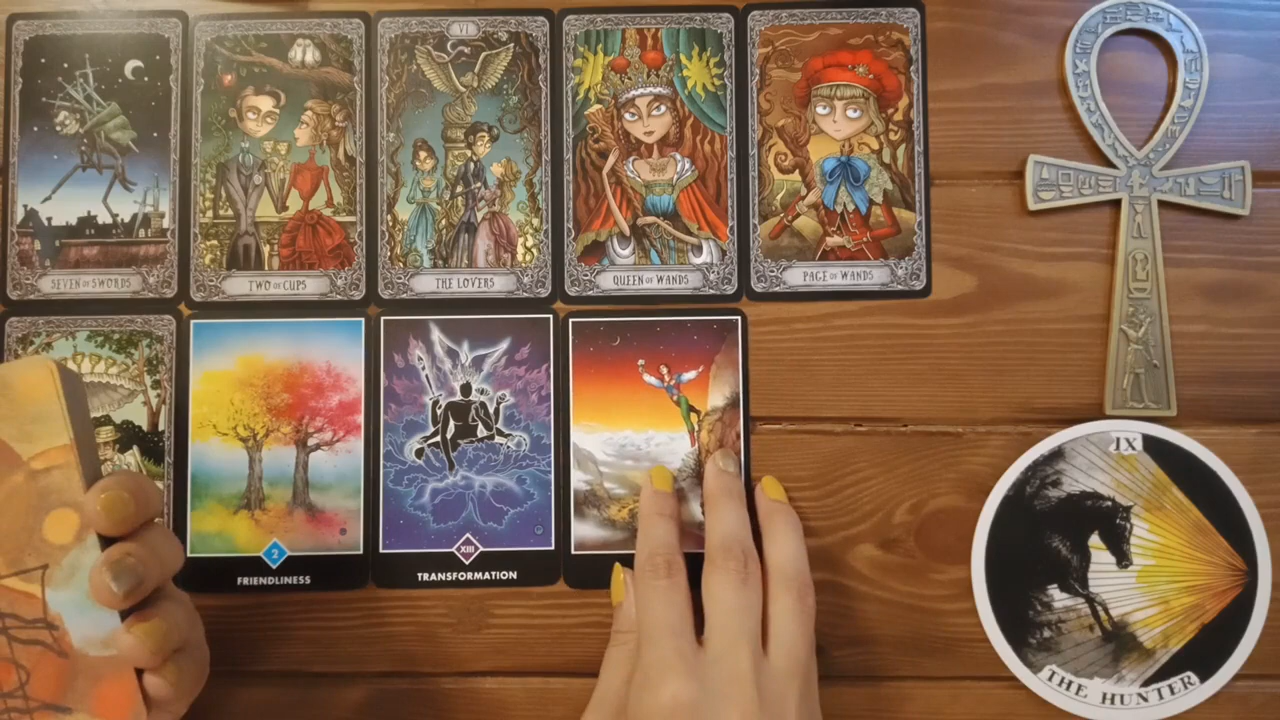 SEVEN OF SWORDS
TWO OF CUPS
VI
THE LOVERS
QUEEN OF WANDS
PAGE OF WANDS
2
FRIENDLINESS
XIII
TRANSFORMATION
IX
THE HUNTER